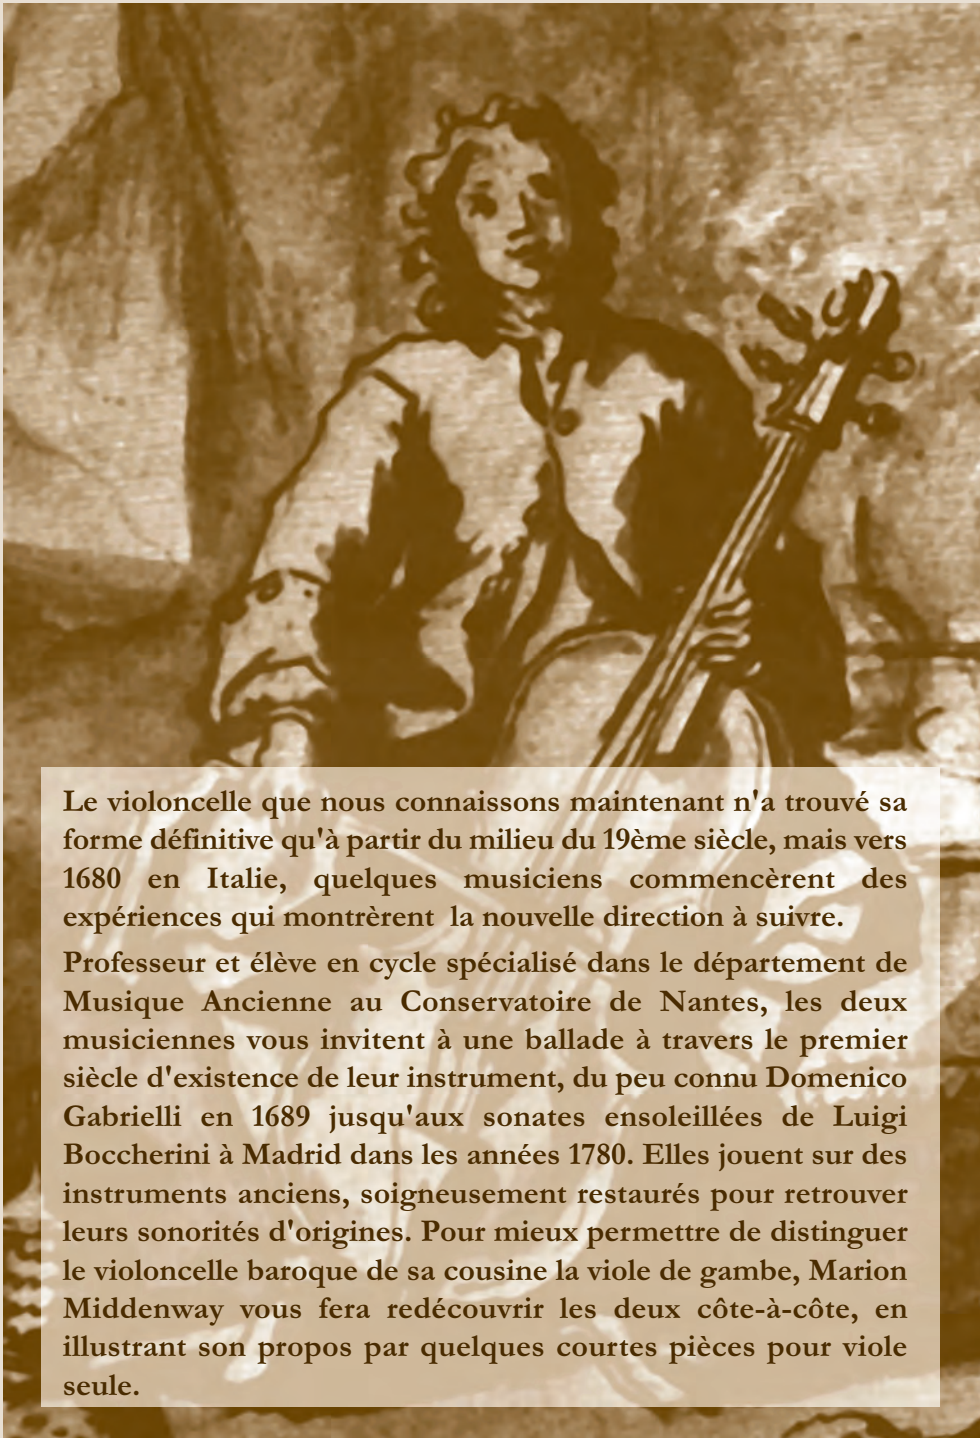 Le violoncelle que nous connaissons maintenant n'a trouvé sa
forme définitive qu'à partir du milieu du 19ème siècle, mais vers
1680 en Italie, quelques musiciens commencèrent des
expériences qui montrèrent la nouvelle direction à suivre.
Professeur et élève en cycle spécialisé dans le département de
Musique Ancienne au Conservatoire de Nantes, les deux
musiciennes vous invitent à une ballade à travers le premier
siècle d'existence de leur instrument, du peu connu Domenico
Gabrielli en 1689 jusqu'aux sonates ensoleillées de Luigi
Boccherini à Madrid dans les années 1780. Elles jouent sur des
instruments anciens, soigneusement restaurés pour retrouver
leurs sonorités d'origines. Pour mieux permettre de distinguer
le violoncelle baroque de sa cousine la viole de gambe, Marion
Middenway vous fera redécouvrir les deux côte-à-côte, en
illustrant son propos par quelques courtes pièces pour viole
seule.